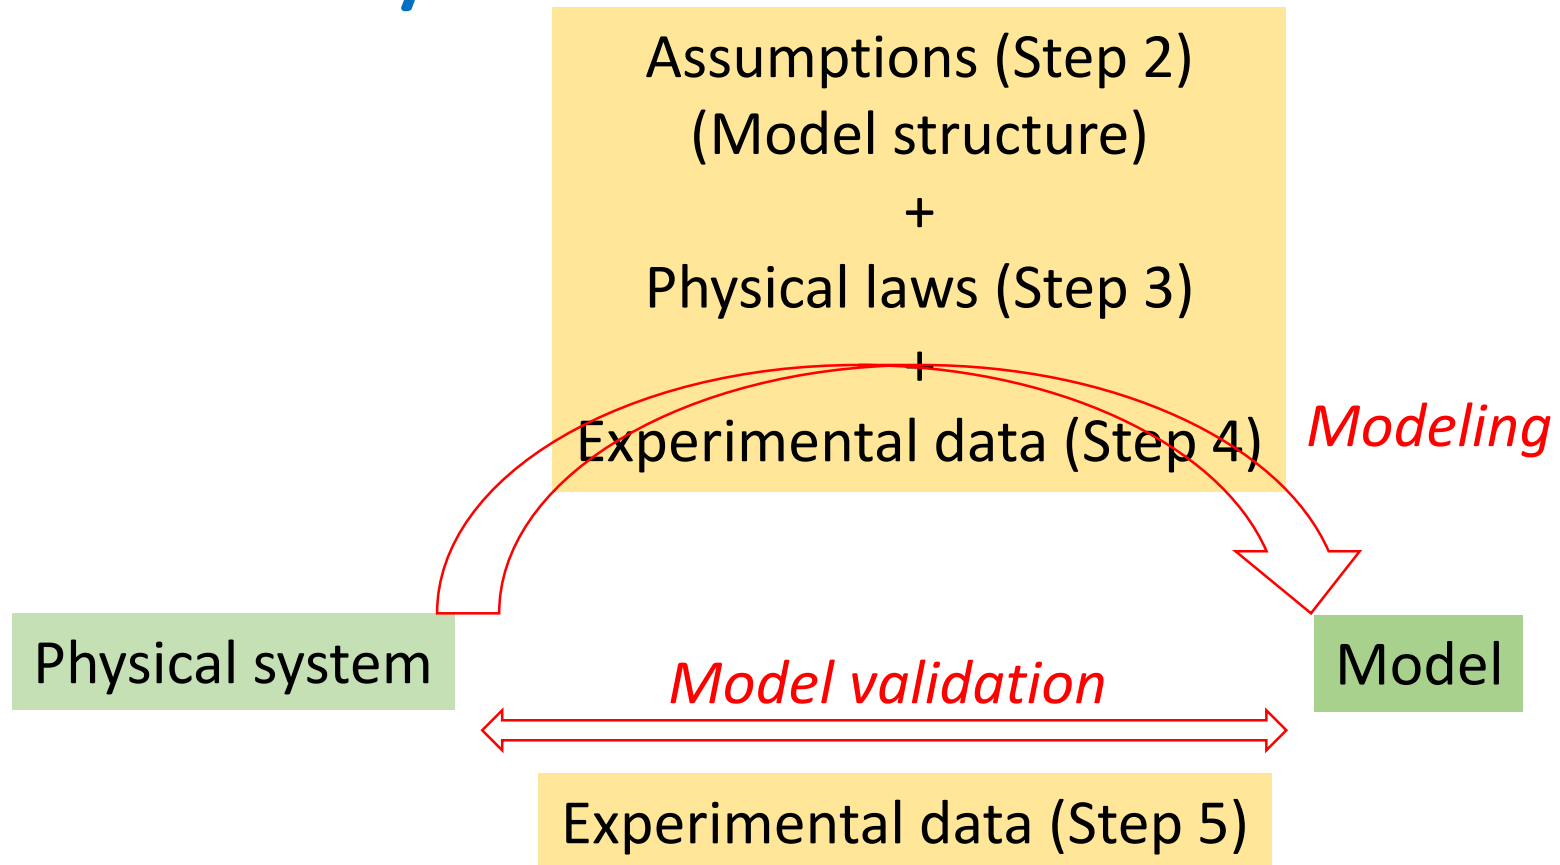 Assumptions (Step 2)
(Model structure)
+
Physical laws (Step 3)
+
Experimental data (Step 4)
Modeling
Physical system
Model validation
Model
Experimental data (Step 5)